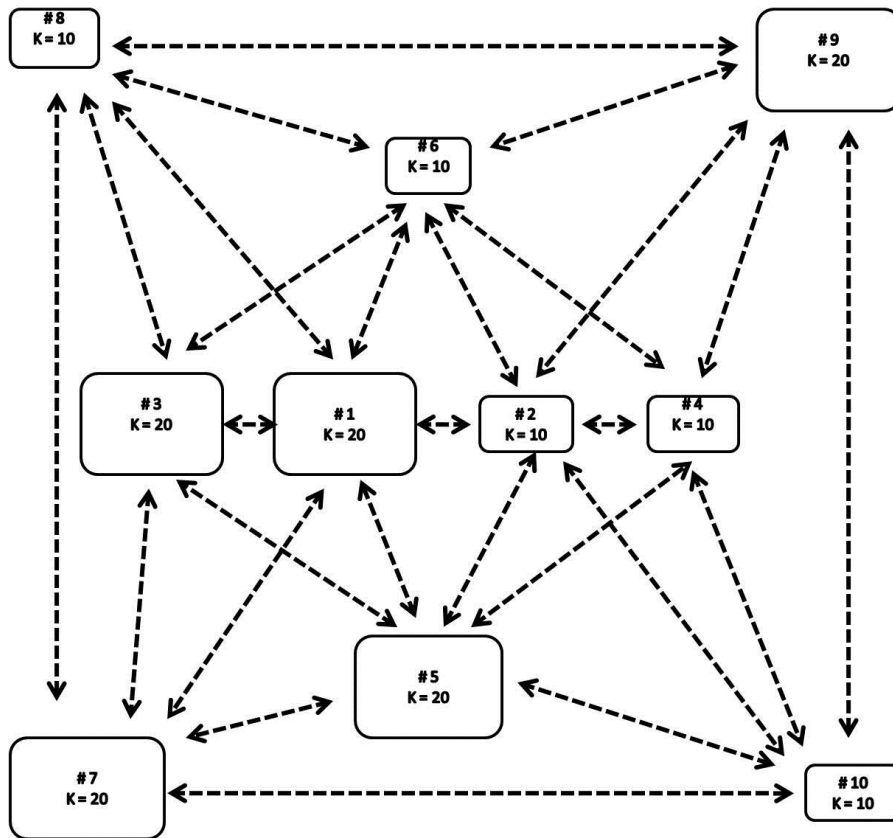 # 8
K = 10
# 9
K = 20
# 6
K = 10
# 3
K = 20
# 1
K = 20
# 2
K = 10
# 4
K = 10
# 5
K = 20
# 7
K = 20
# 10
K = 10